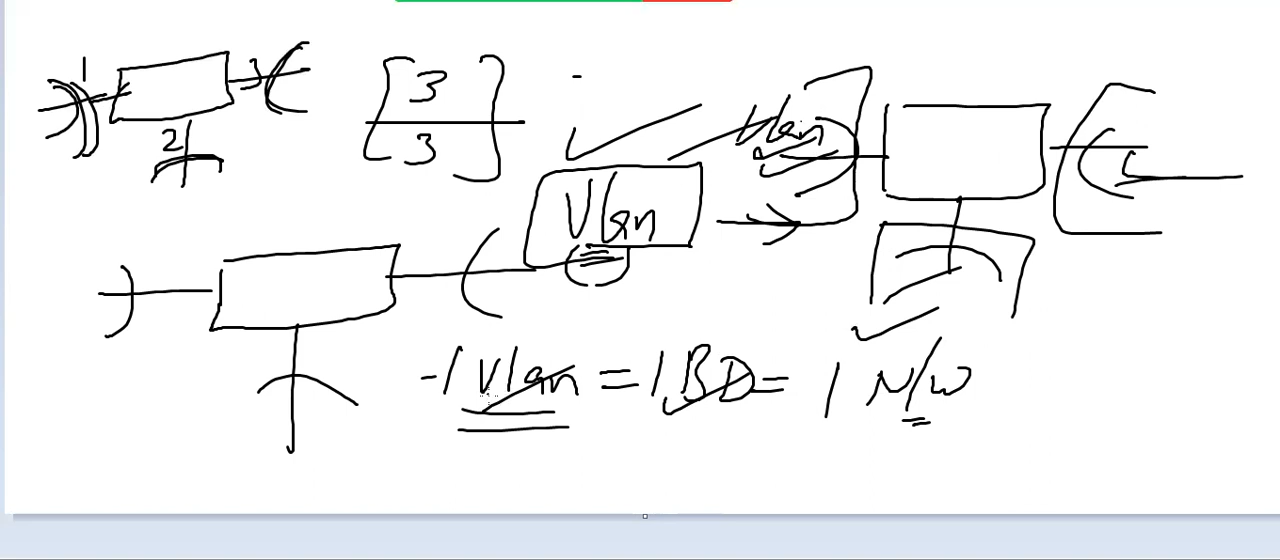 1
3
2
3
3
Vlan
Vlan
-1 Vlan = 1 BD = 1 N/W